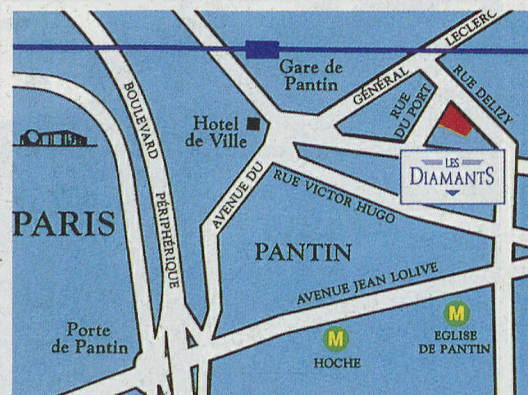 LECLERC
GÉNÉRAL
Gare de
Pantin
RUE DELIZY
RUE
DU PORT
BOULEVARD
PÉRIPHÉRIQUE
Hotel
de Ville
LES
DIAMANTS
AVENUE DU
RUE VICTOR HUGO
PARIS
PANTIN
AVENUE JEAN LOLIVE
Porte
de Pantin
M
HOCHE
M
EGLISE
DE PANTIN